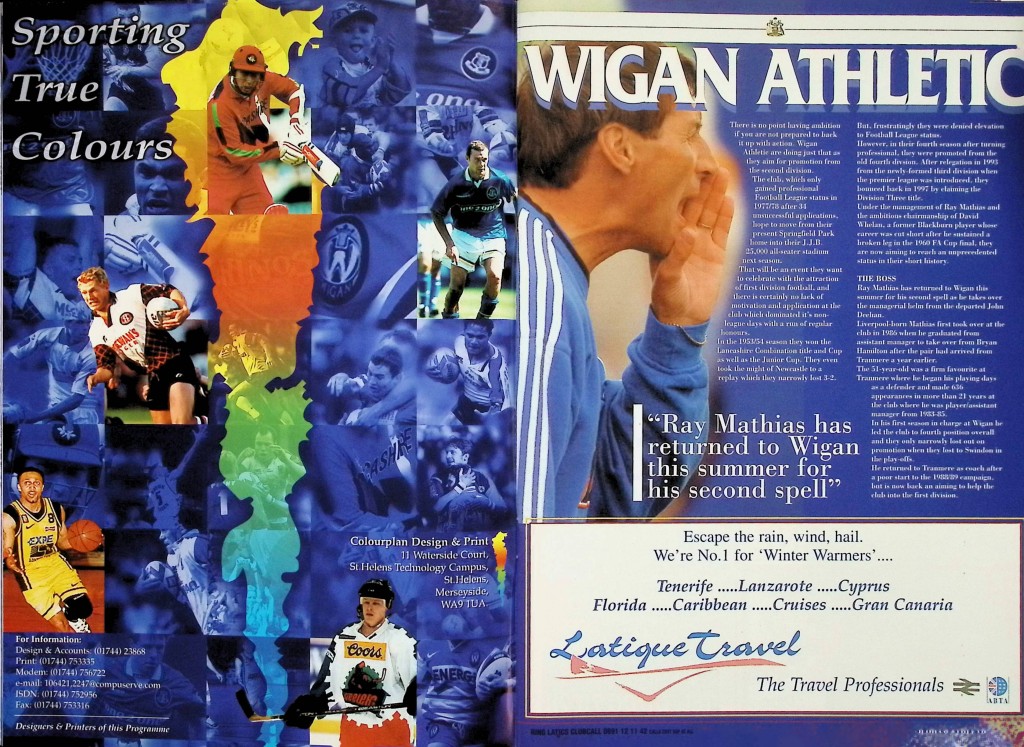 Sporting
True
Colours
one
Colourplan Design & Print
11 Waterside Court,
St.Helens Technology Campus,
St.Helens,
Merseyside,
WA9 1UA
For Information:
Design & Accounts: (01744) 23868
Print: (01744) 753335
Modem: (01744) 756722
e-mail: 106421,2247@compuserve.com
ISDN: (01744) 752956
Fax: (01744) 753316
Designers & Printers of this Programme
Coors
WIGAN ATHLETIC
There is no point having ambition
if you are not prepared to back
it up with action. Wigan
Athletic are doing just that as
they aim for promotion from
the second division.
The club, which only
gained professional
Football League status in
1977/78 after 34
unsuccessful applications,
hope to move from their
present Springfield Park
home into their J.J.B.
25,000 all-seater stadium
next season.
That will be an event they want
to celebrate with the attraction
of first division football, and
there is certainly no lack of
motivation and application at the
club which dominated it's non-
league days with a run of regular
honours.
In the 1953/54 season they won the
Lancashire Combination title and Cup
as well as the Junior Cup. They even
took the might of Newcastle to a
replay which they narrowly lost 3-2.
But, frustratingly they were denied elevation
to Football League status.
However, in their fourth season after turning
professional, they were promoted from the
old fourth division. After relegation in 1993
from the newly-formed third division when
the premier league was introduced, they
bounced back in 1997 by claiming the
Division Three title.
Under the management of Ray Mathias and
the ambitious chairmanship of David
Whelan, a former Blackburn player whose
career was cut short after he sustained a
broken leg in the 1960 FA Cup final, they
are now aiming to reach an unprecedented
status in their short history.
THE BOSS
Ray Mathias has returned to Wigan this
summer for his second spell as he takes over
the managerial helm from the departed John
Deehan.
Liverpool-born Mathias first took over at the
club in 1986 when he graduated from
assistant manager to take over from Bryan
Hamilton after the pair had arrived from
Tranmere a year earlier.
The 51-year-old was a firm favourite at
Tranmere where he began his playing days
as a defender and made 636
appearances in more than 21 years at
the club where he was player/assistant
manager from 1983-85.
In his first season in charge at Wigan he
led the club to fourth position overall
and they only narrowly lost out on
promotion when they lost to Swindon in
the play-offs.
He returned to Tranmere as coach after
a poor start to the 1988/89 campaign,
but is now back an aiming to help the
club into the first division.
“Ray Mathias has
returned to Wigan
this summer for
his second spell”
Escape the rain, wind, hail.
We're No.1 for 'Winter Warmers'....
Tenerife .....Lanzarote .....Cyprus
Florida .....Caribbean .....Cruises .....Gran Canaria
Latique Travel
The Travel Professionals
ABTA
RING LATICS CLUBCALL 0891 12 11 42